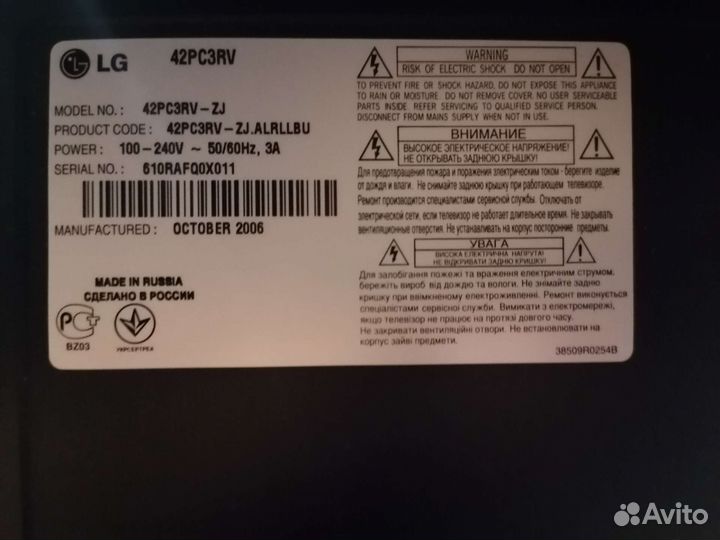 LG
42PC3RV
MODEL NO. : 42PC3RV-ZJ
PRODUCT CODE : 42PC3RV-ZJ.ALRLLBU
POWER : 100-240V ~ 50/60Hz, 3A
SERIAL NO. : 610RAFQ0X011
MANUFACTURED : OCTOBER 2006
MADE IN RUSSIA
СДЕЛАНО В РОССИИ
РСТ
BZ03
УКРСЕРТРЕК
WARNING
RISK OF ELECTRIC SHOCK DO NOT OPEN
TO PREVENT FIRE OR SHOCK HAZARD, DO NOT EXPOSE THIS APPLIANCE
TO RAIN OR MOISTURE. DO NOT REMOVE COVER. NO USER SERVICEABLE
PARTS INSIDE. REFER SERVICING TO QUALIFIED SERVICE PERSON.
DISCONNECT FROM MAINS SUPPLY WHEN NOT IN USE.
ВНИМАНИЕ
ВЫСОКОЕ ЭЛЕКТРИЧЕСКОЕ НАПРЯЖЕНИЕ!
НЕ ОТКРЫВАТЬ ЗАДНЮЮ КРЫШКУ!
Для предотвращения пожара и поражения электрическим током - берегите изделие
от дождя и влаги. Не снимайте заднюю крышку при работающем телевизоре.
Ремонт производится специалистами сервисной службы. Отключать от
электрической сети, если телевизор не работает длительное время. Не закрывать
вентиляционные отверстия. Не устанавливать на корпус посторонние предметы.
УВАГА
ВИСОКА ЕЛЕКТРИЧНА НАПРУГА!
НЕ ВІДКРИВАТИ ЗАДНЮ КРИШКУ!
Для запобігання пожежі та враження електричним струмом,
бережіть виріб від дождю та вологи. Не знімайте задню
кришку при ввімкненому електроживленні. Ремонт виконується
спеціалістами сервісної служби. Вимикати з електромережі,
якщо телевізор не працює на протязі довгого часу.
Не закривати вентиляційні отвори. Не встановлювати на
корпус зайві предмети.
38509R0254B
Avito